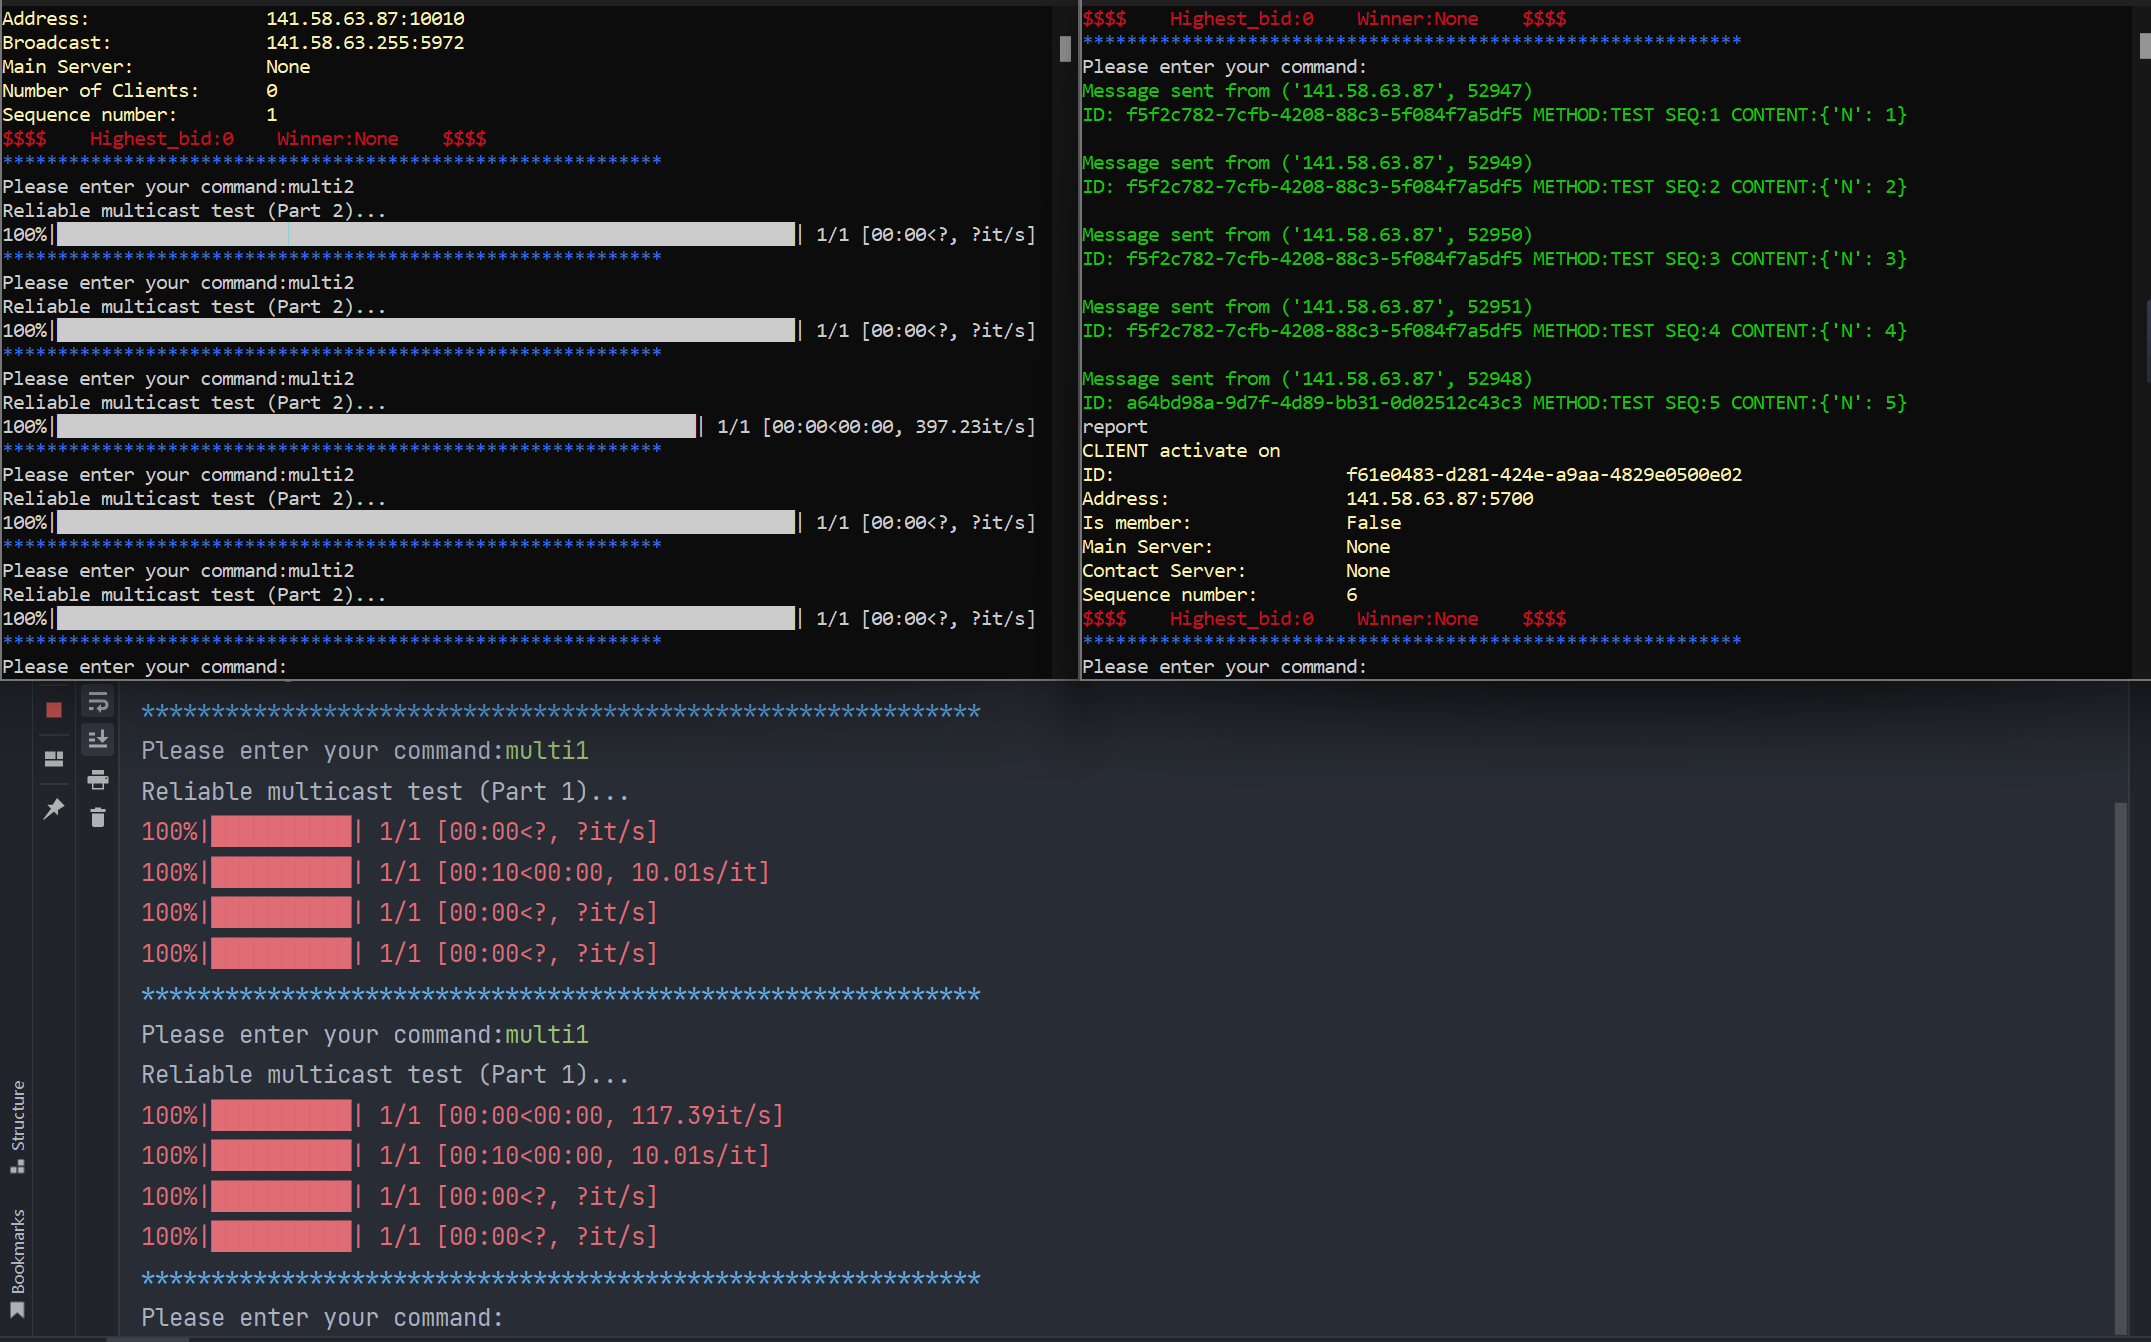 Address:                141.58.63.87:10010
Broadcast:              141.58.63.255:5972
Main Server:            None
Number of Clients:      0
Sequence number:        1
$$$$    Highest_bid:0    Winner:None    $$$$
************************************************************
Please enter your command:multi2
Reliable multicast test (Part 2)...
100%|██████████| 1/1 [00:00<?, ?it/s]
************************************************************
Please enter your command:multi2
Reliable multicast test (Part 2)...
100%|██████████| 1/1 [00:00<?, ?it/s]
************************************************************
Please enter your command:multi2
Reliable multicast test (Part 2)...
100%|██████████| 1/1 [00:00<00:00, 397.23it/s]
************************************************************
Please enter your command:multi2
Reliable multicast test (Part 2)...
100%|██████████| 1/1 [00:00<?, ?it/s]
************************************************************
Please enter your command:multi2
Reliable multicast test (Part 2)...
100%|██████████| 1/1 [00:00<?, ?it/s]
************************************************************
Please enter your command:
$$$$    Highest_bid:0    Winner:None    $$$$
************************************************************
Please enter your command:
Message sent from ('141.58.63.87', 52947)
ID: f5f2c782-7cfb-4208-88c3-5f084f7a5df5 METHOD:TEST SEQ:1 CONTENT:{'N': 1}
Message sent from ('141.58.63.87', 52949)
ID: f5f2c782-7cfb-4208-88c3-5f084f7a5df5 METHOD:TEST SEQ:2 CONTENT:{'N': 2}
Message sent from ('141.58.63.87', 52950)
ID: f5f2c782-7cfb-4208-88c3-5f084f7a5df5 METHOD:TEST SEQ:3 CONTENT:{'N': 3}
Message sent from ('141.58.63.87', 52951)
ID: f5f2c782-7cfb-4208-88c3-5f084f7a5df5 METHOD:TEST SEQ:4 CONTENT:{'N': 4}
Message sent from ('141.58.63.87', 52948)
ID: a64bd98a-9d7f-4d89-bb31-0d02512c43c3 METHOD:TEST SEQ:5 CONTENT:{'N': 5}
report
CLIENT activate on
ID:                     f61e0483-d281-424e-a9aa-4829e0500e02
Address:                141.58.63.87:5700
Is member:              False
Main Server:            None
Contact Server:         None
Sequence number:        6
$$$$    Highest_bid:0    Winner:None    $$$$
************************************************************
Please enter your command:
************************************************************
Please enter your command:multi1
Reliable multicast test (Part 1)...
100%|██████████| 1/1 [00:00<?, ?it/s]
100%|██████████| 1/1 [00:10<00:00, 10.01s/it]
100%|██████████| 1/1 [00:00<?, ?it/s]
100%|██████████| 1/1 [00:00<?, ?it/s]
************************************************************
Please enter your command:multi1
Reliable multicast test (Part 1)...
100%|██████████| 1/1 [00:00<00:00, 117.39it/s]
100%|██████████| 1/1 [00:10<00:00, 10.01s/it]
100%|██████████| 1/1 [00:00<?, ?it/s]
100%|██████████| 1/1 [00:00<?, ?it/s]
************************************************************
Please enter your command:
Structure
Bookmarks